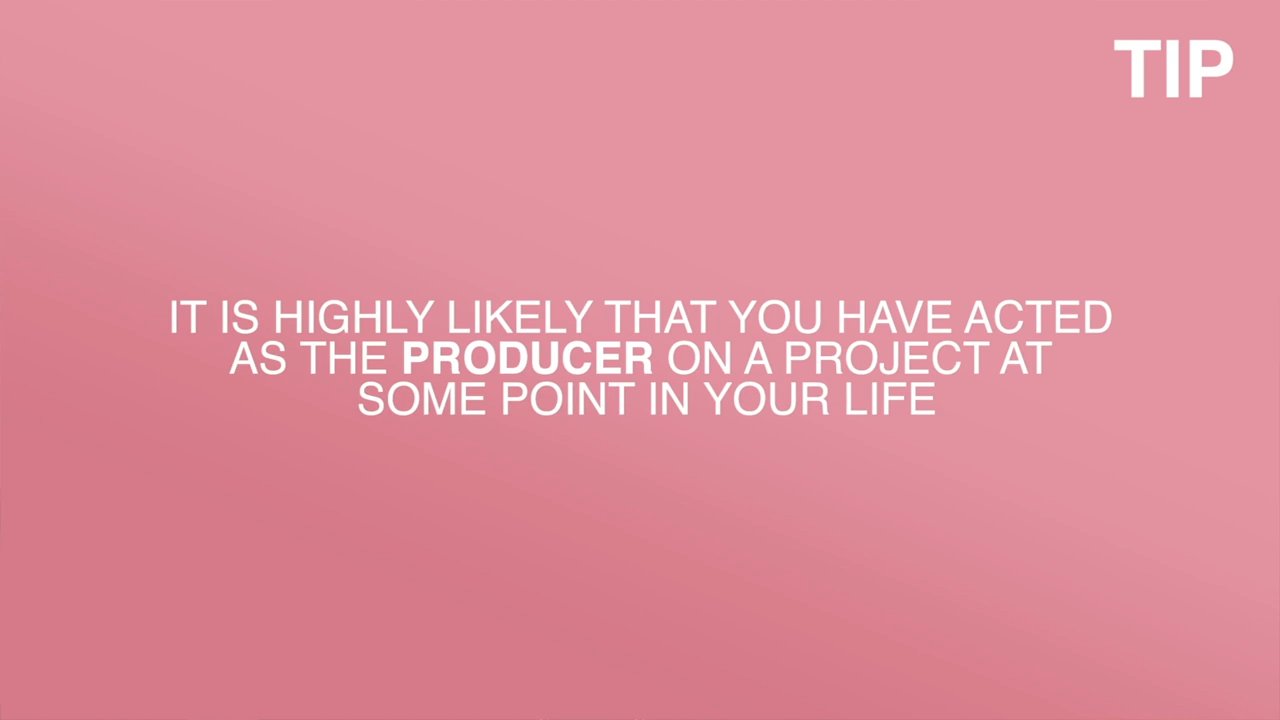 TIP
IT IS HIGHLY LIKELY THAT YOU HAVE ACTED
AS THE PRODUCER ON A PROJECT AT
SOME POINT IN YOUR LIFE